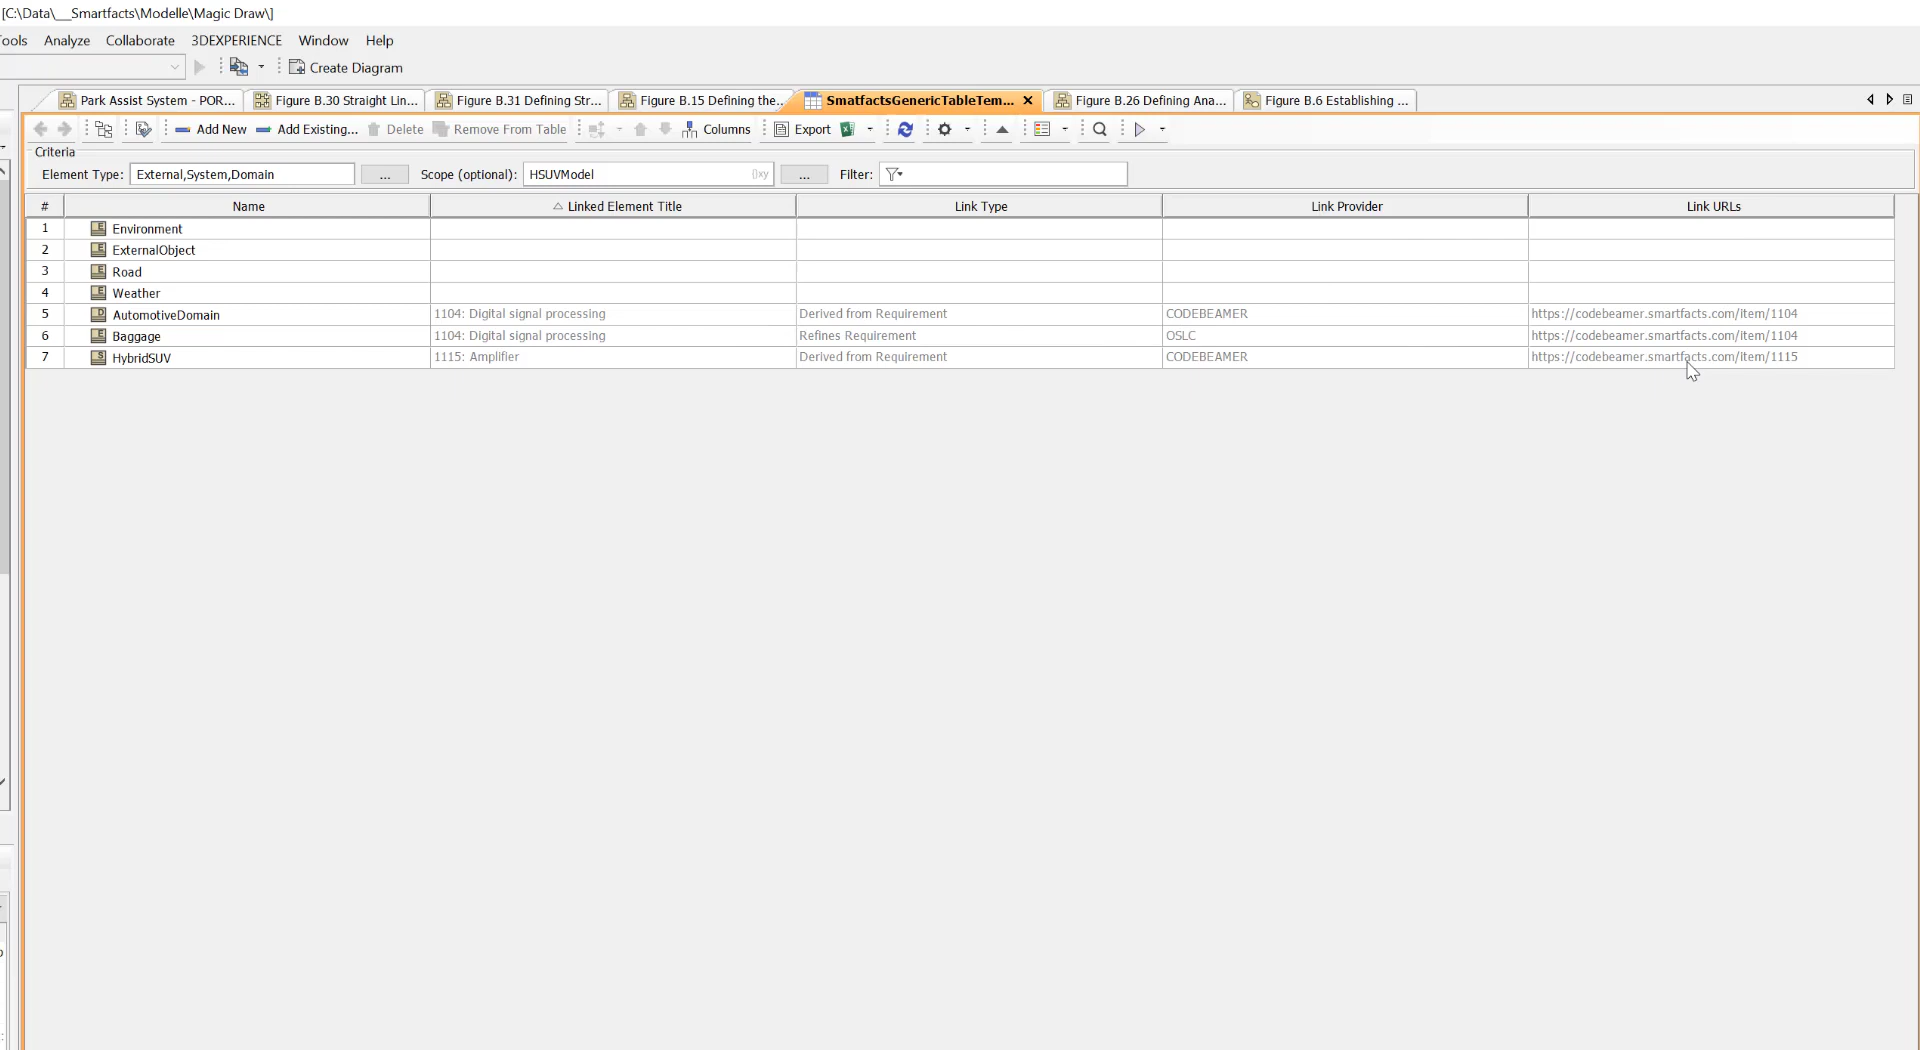 [C:\Data\__Smartfacts\Modelle\Magic Draw\]
ools Analyze Collaborate 3DEXPERIENCE Window Help
Create Diagram
Park Assist System - POR... Figure B.30 Straight Lin... Figure B.31 Defining Str... Figure B.15 Defining the... SmatfactsGenericTableTem... Figure B.26 Defining Ana... Figure B.6 Establishing ...
Add New Add Existing... Delete Remove From Table Columns Export
Criteria
Element Type: External,System,Domain ... Scope (optional): HSUVModel ... Filter:
# Name Linked Element Title Link Type Link Provider Link URLs
1 Environment
2 ExternalObject
3 Road
4 Weather
5 AutomotiveDomain 1104: Digital signal processing Derived from Requirement CODEBEAMER https://codebeamer.smartfacts.com/item/1104
6 Baggage 1104: Digital signal processing Refines Requirement OSLC https://codebeamer.smartfacts.com/item/1104
7 HybridSUV 1115: Amplifier Derived from Requirement CODEBEAMER https://codebeamer.smartfacts.com/item/1115